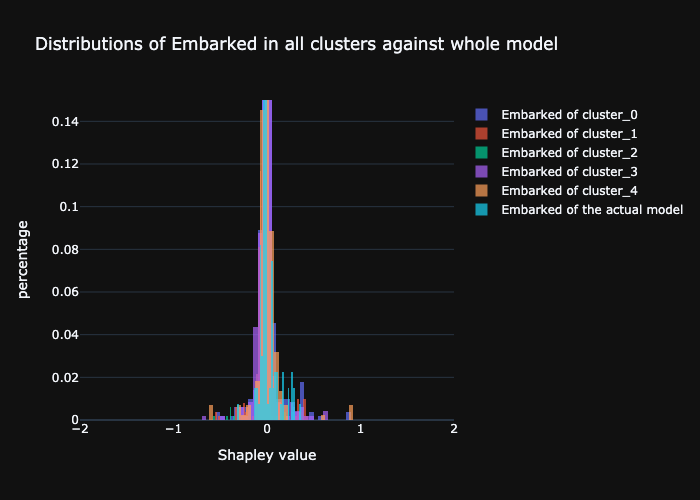 Distributions of Embarked in all clusters against whole model
0.14
0.12
0.1
0.08
0.06
0.04
0.02
0
−2
−1
0
1
2
percentage
Shapley value
Embarked of cluster_0
Embarked of cluster_1
Embarked of cluster_2
Embarked of cluster_3
Embarked of cluster_4
Embarked of the actual model